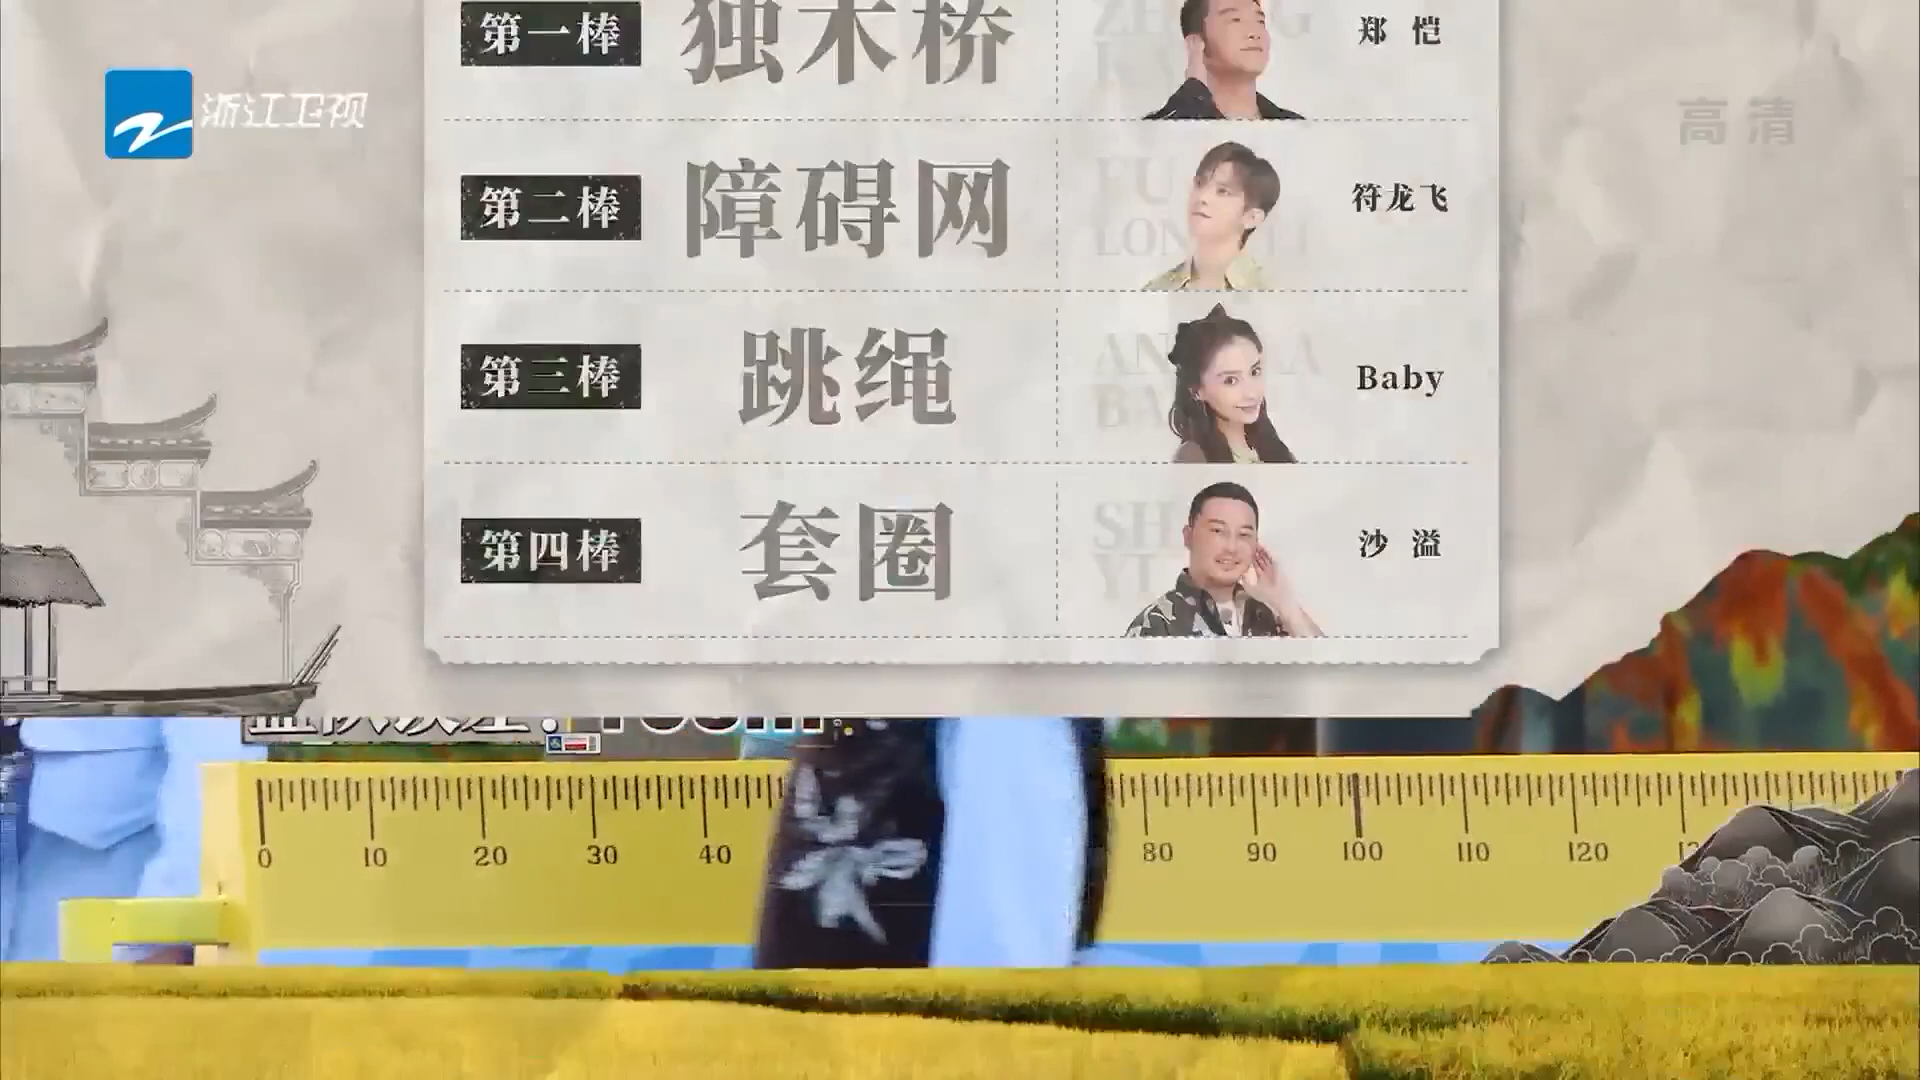 第一棒 独木桥 郑恺
浙江卫视
高清
第二棒 障碍网 符龙飞
第三棒 跳绳 Baby
第四棒 套圈 沙溢
0 10 20 30 40 80 90 100 110 120